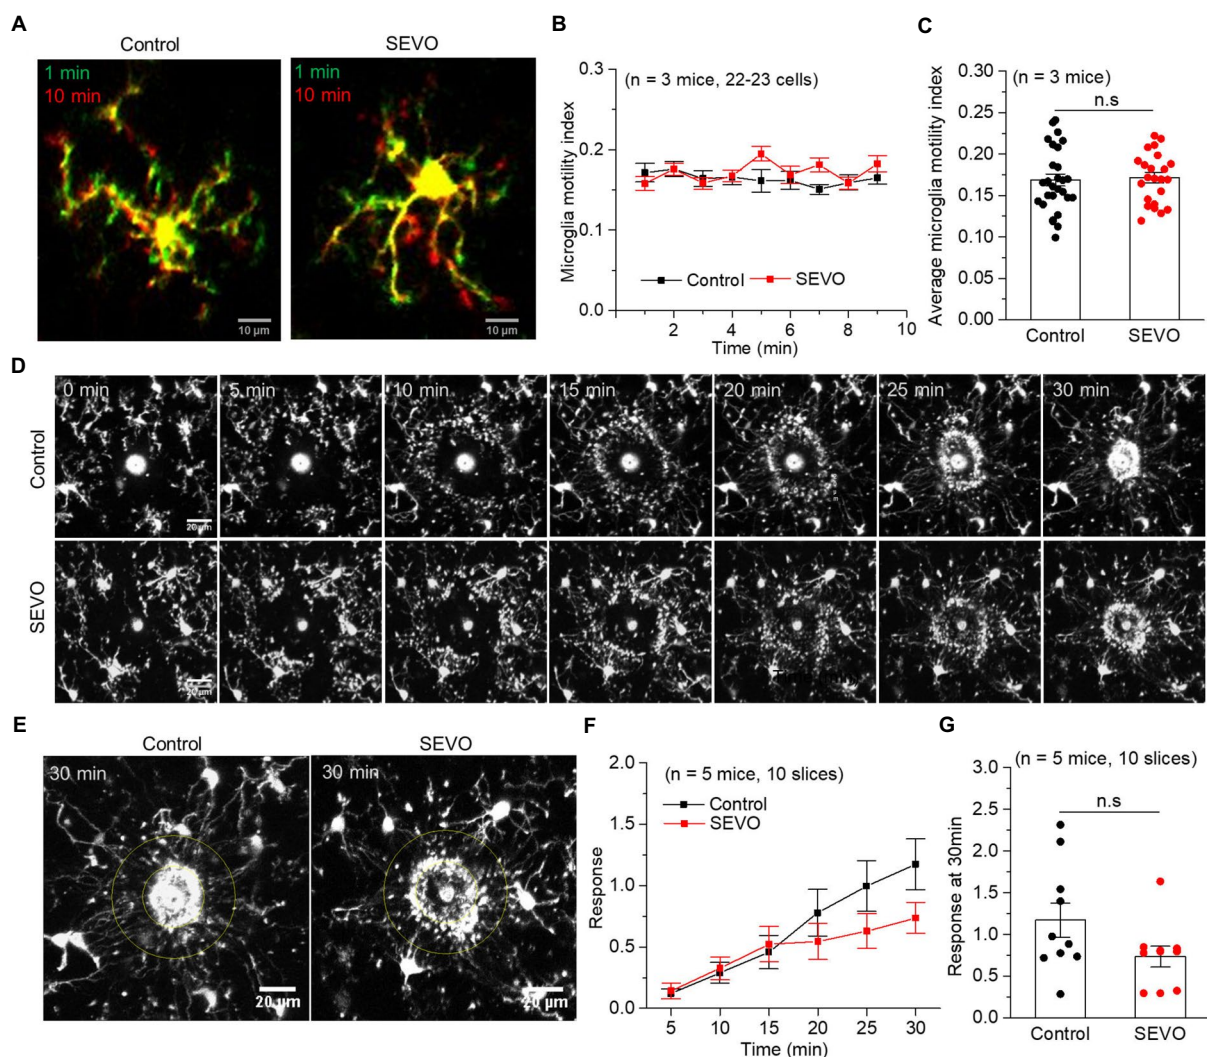 A
Control
SEVO
1 min
10 min
1 min
10 min
10 µm
10 µm
B
(n = 3 mice, 22-23 cells)
Microglia motility index
0.3
0.2
0.1
0.0
Control
SEVO
2
4
6
8
10
Time (min)
C
(n = 3 mice)
n.s
Average microglia motility index
0.30
0.25
0.20
0.15
0.10
0.05
0.00
Control
SEVO
D
Control
0 min
5 min
10 min
15 min
20 min
25 min
30 min
20 µm
SEVO
20 µm
E
Control
SEVO
30 min
30 min
20 µm
20 µm
F
(n = 5 mice, 10 slices)
Control
SEVO
Response
2.0
1.5
1.0
0.5
0.0
5
10
15
20
25
30
Time (min)
G
(n = 5 mice, 10 slices)
n.s
Response at 30min
3.0
2.5
2.0
1.5
1.0
0.5
0.0
Control
SEVO